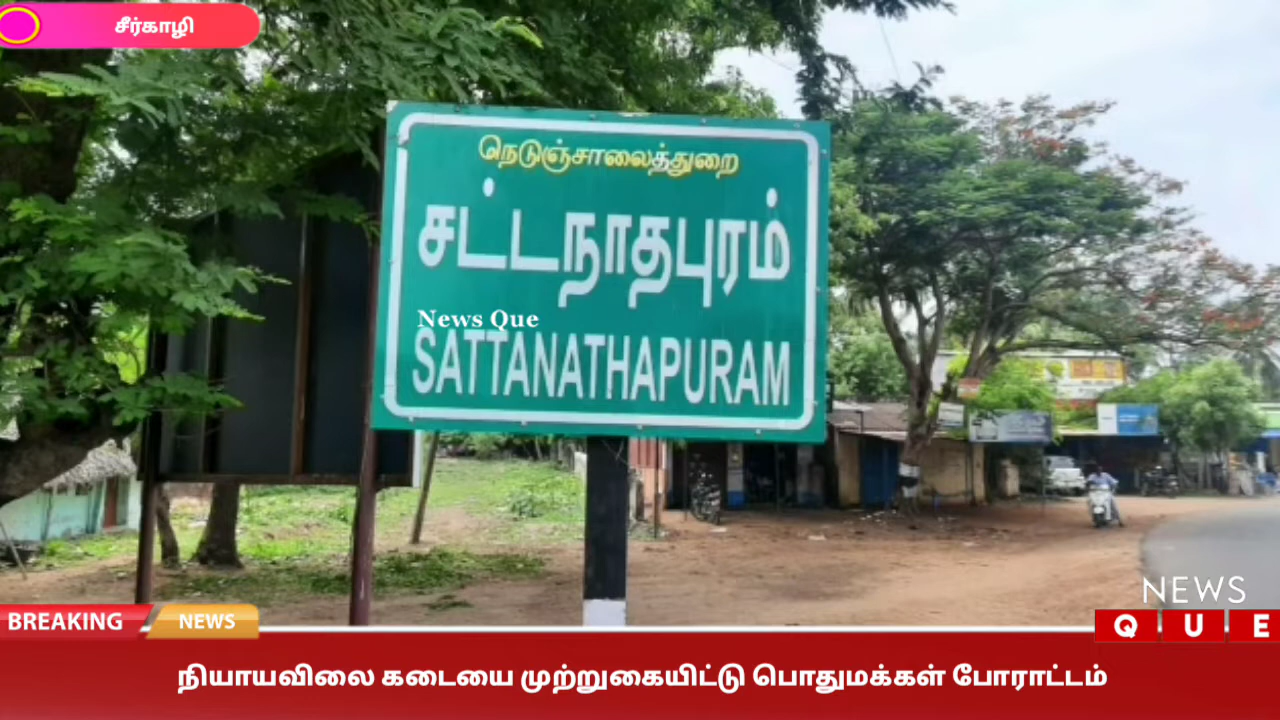 சீர்காழி
நெடுஞ்சாலைத்துறை
சட்டநாதபுரம்
News Que
SATTANATHAPURAM
NEWS
QUE
BREAKING NEWS
நியாயவிலை கடையை முற்றுகையிட்டு பொதுமக்கள் போராட்டம்